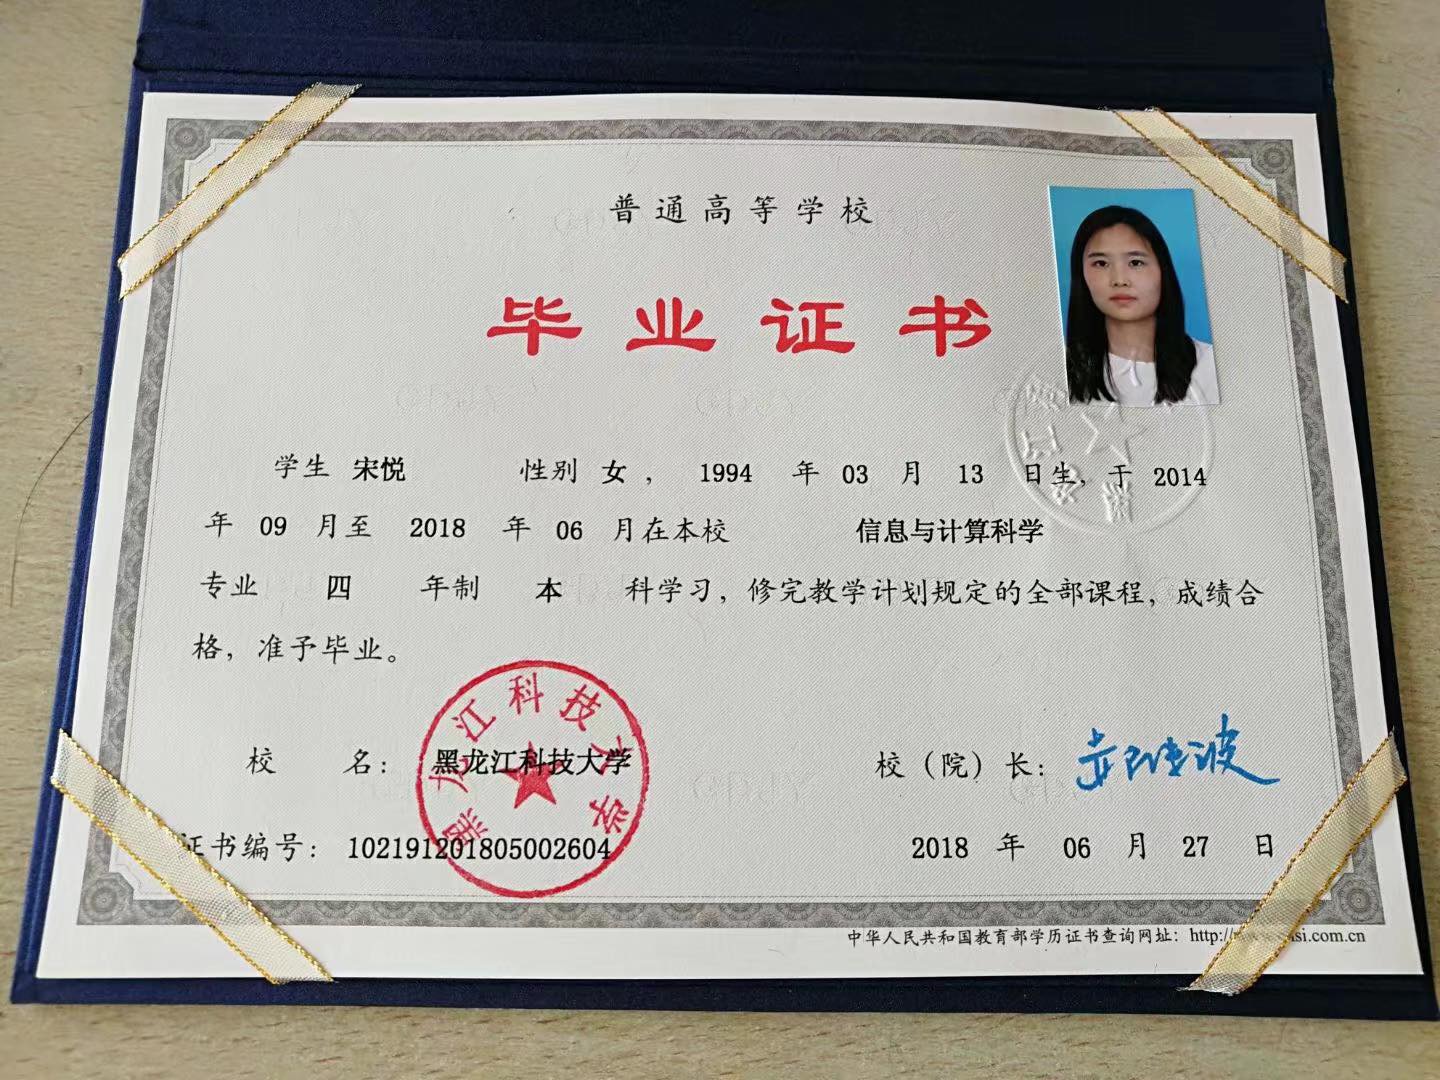 普通高等学校
毕业证书
学生 宋悦 性别 女， 1994 年 03 月 13 日生，于 2014
年 09 月至 2018 年 06 月在本校 信息与计算科学
专业 四 年制 本 科学习，修完教学计划规定的全部课程，成绩合
格，准予毕业。
校 名： 黑龙江科技大学
黑龙江科技大学
校（院）长：
证书编号： 102191201805002604
2018 年 06 月 27 日
中华人民共和国教育部学历证书查询网址：http://www.chsi.com.cn